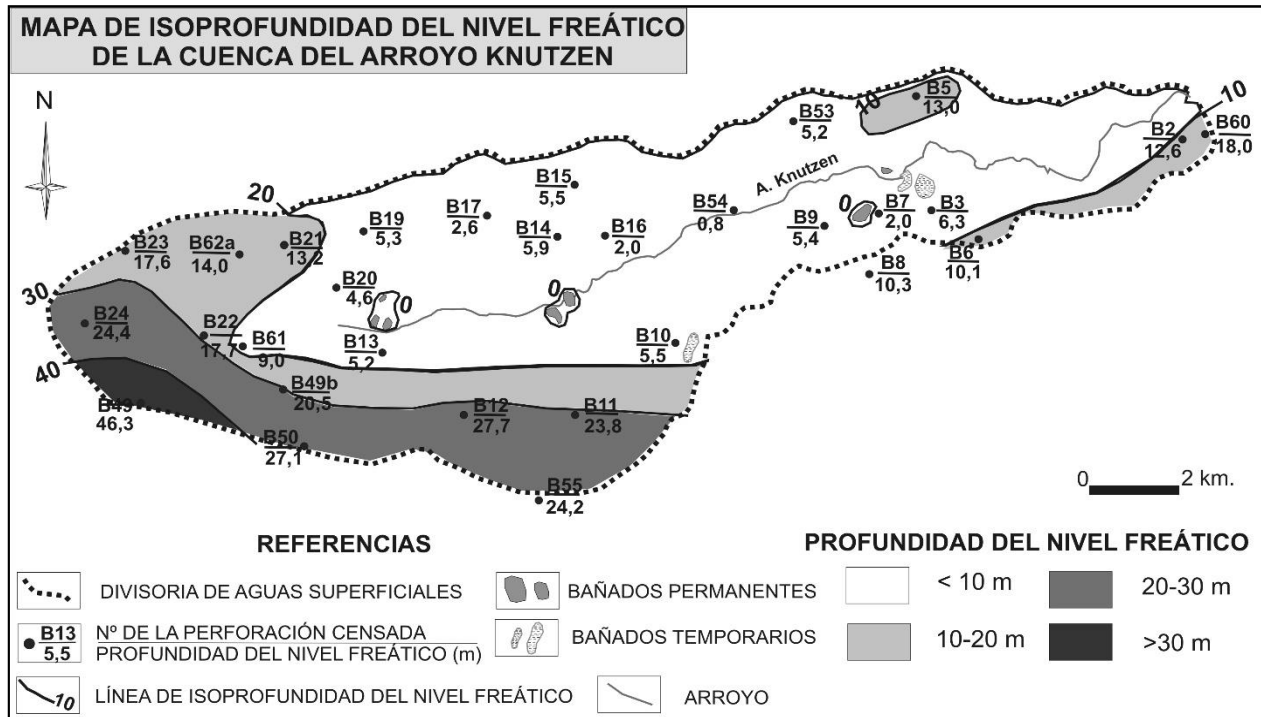 MAPA DE ISOPROFUNDIDAD DEL NIVEL FREÁTICO
DE LA CUENCA DEL ARROYO KNUTZEN
N
B5
13,0
10
B53
5,2
10
B2
12,6
B60
18,0
A. Knutzen
B15
5,5
20
B19
5,3
B17
2,6
B14
5,9
B16
2,0
B54
0,8
B9
5,4
0
B7
2,0
B3
6,3
B6
10,1
B8
10,3
B23
17,6
B62a
14,0
B21
13,2
30
B20
4,6
0
0
B24
24,4
B22
17,7
B61
9,0
B13
5,2
B10
5,5
40
B49
46,3
B49b
20,5
B12
27,7
B11
23,8
B50
27,1
B55
24,2
0 2 km.
REFERENCIAS
DIVISORIA DE AGUAS SUPERFICIALES
BAÑADOS PERMANENTES
B13
5,5
Nº DE LA PERFORACIÓN CENSADA
PROFUNDIDAD DEL NIVEL FREÁTICO (m)
BAÑADOS TEMPORARIOS
10
LÍNEA DE ISOPROFUNDIDAD DEL NIVEL FREÁTICO
ARROYO
PROFUNDIDAD DEL NIVEL FREÁTICO
< 10 m
20-30 m
10-20 m
>30 m